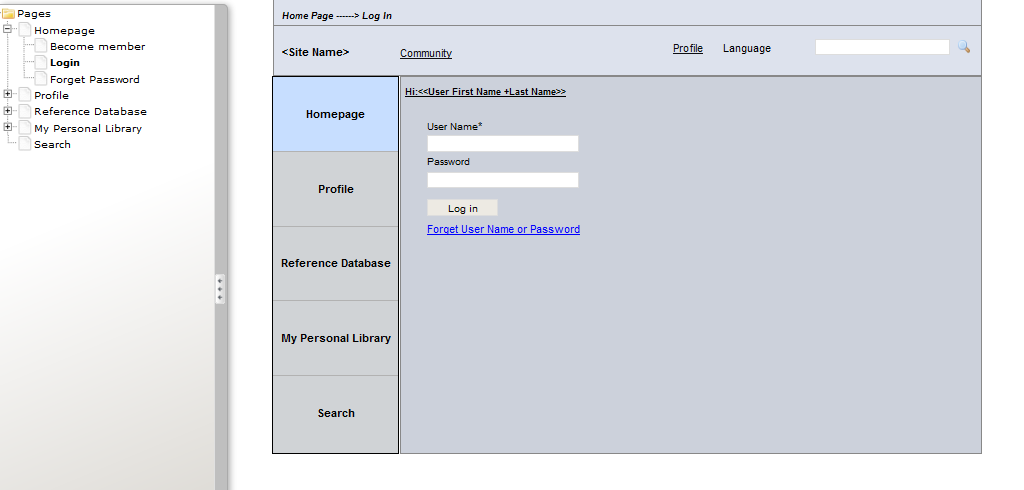 Pages
Homepage
Become member
Login
Forget Password
Profile
Reference Database
My Personal Library
Search
Home Page ------> Log In
<Site Name>
Community
Profile
Language
Homepage
Profile
Reference Database
My Personal Library
Search
Hi:<<User First Name +Last Name>>
User Name*
Password
Log in
Forget User Name or Password